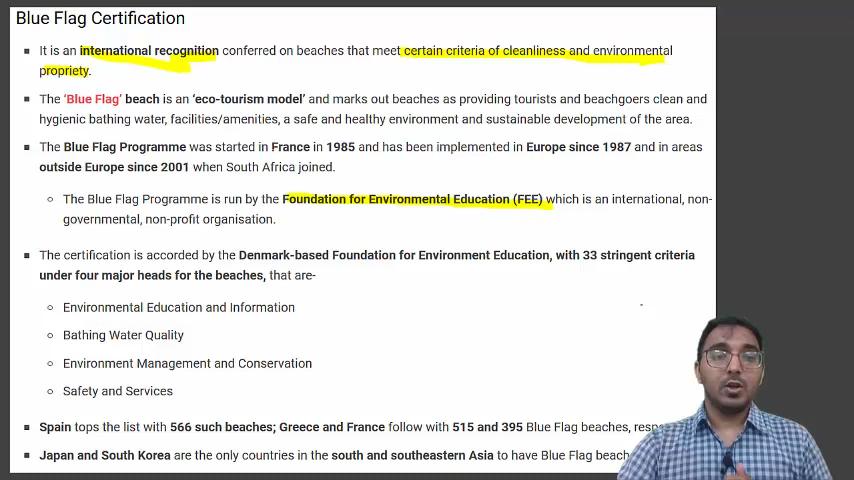 Blue Flag Certification
It is an international recognition conferred on beaches that meet certain criteria of cleanliness and environmental
propriety.
The ‘Blue Flag’ beach is an ‘eco-tourism model’ and marks out beaches as providing tourists and beachgoers clean and
hygienic bathing water, facilities/amenities, a safe and healthy environment and sustainable development of the area.
The Blue Flag Programme was started in France in 1985 and has been implemented in Europe since 1987 and in areas
outside Europe since 2001 when South Africa joined.
The Blue Flag Programme is run by the Foundation for Environmental Education (FEE) which is an international, non-
governmental, non-profit organisation.
The certification is accorded by the Denmark-based Foundation for Environment Education, with 33 stringent criteria
under four major heads for the beaches, that are-
Environmental Education and Information
Bathing Water Quality
Environment Management and Conservation
Safety and Services
Spain tops the list with 566 such beaches; Greece and France follow with 515 and 395 Blue Flag beaches,
Japan and South Korea are the only countries in the south and southeastern Asia to have Blue Flag